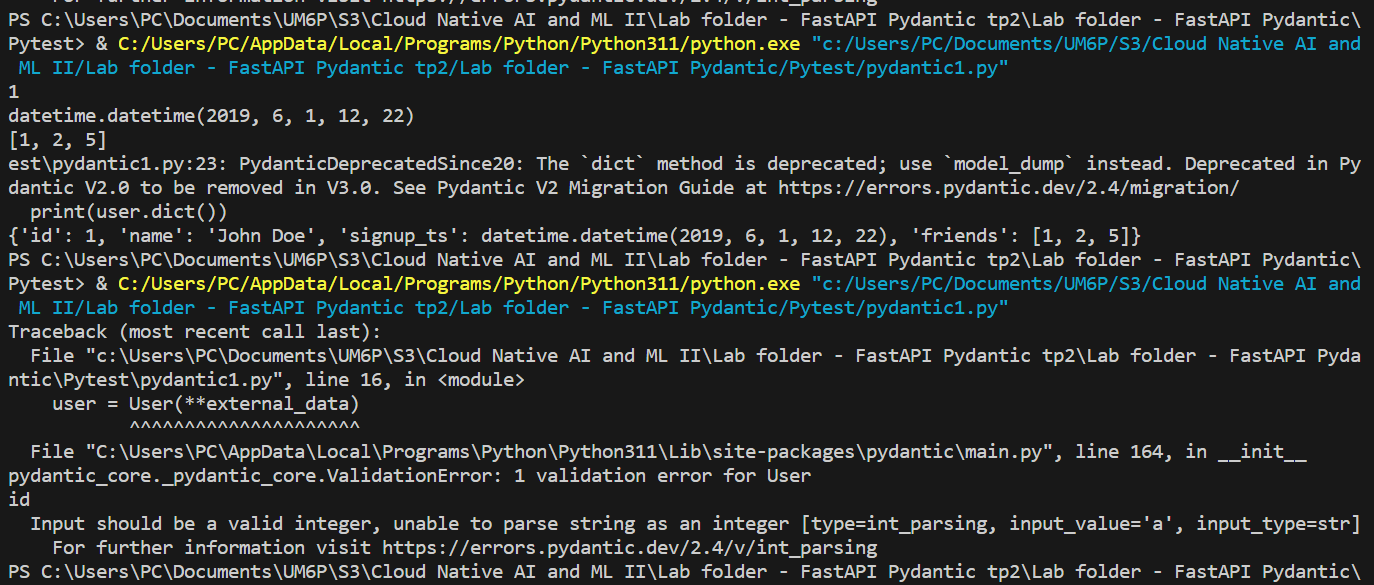 PS C:\Users\PC\Documents\UM6P\S3\Cloud Native AI and ML II\Lab folder - FastAPI Pydantic tp2\Lab folder - FastAPI Pydantic\
Pytest> & C:/Users/PC/AppData/Local/Programs/Python/Python311/python.exe "c:/Users/PC/Documents/UM6P/S3/Cloud Native AI and
 ML II/Lab folder - FastAPI Pydantic tp2/Lab folder - FastAPI Pydantic/Pytest/pydantic1.py"
1
datetime.datetime(2019, 6, 1, 12, 22)
[1, 2, 5]
est\pydantic1.py:23: PydanticDeprecatedSince20: The `dict` method is deprecated; use `model_dump` instead. Deprecated in Py
dantic V2.0 to be removed in V3.0. See Pydantic V2 Migration Guide at https://errors.pydantic.dev/2.4/migration/
  print(user.dict())
{'id': 1, 'name': 'John Doe', 'signup_ts': datetime.datetime(2019, 6, 1, 12, 22), 'friends': [1, 2, 5]}
PS C:\Users\PC\Documents\UM6P\S3\Cloud Native AI and ML II\Lab folder - FastAPI Pydantic tp2\Lab folder - FastAPI Pydantic\
Pytest> & C:/Users/PC/AppData/Local/Programs/Python/Python311/python.exe "c:/Users/PC/Documents/UM6P/S3/Cloud Native AI and
 ML II/Lab folder - FastAPI Pydantic tp2/Lab folder - FastAPI Pydantic/Pytest/pydantic1.py"
Traceback (most recent call last):
  File "c:\Users\PC\Documents\UM6P\S3\Cloud Native AI and ML II\Lab folder - FastAPI Pydantic tp2\Lab folder - FastAPI Pyda
ntic\Pytest\pydantic1.py", line 16, in <module>
    user = User(**external_data)
           ^^^^^^^^^^^^^^^^^^^^^
  File "C:\Users\PC\AppData\Local\Programs\Python\Python311\Lib\site-packages\pydantic\main.py", line 164, in __init__
pydantic_core._pydantic_core.ValidationError: 1 validation error for User
id
  Input should be a valid integer, unable to parse string as an integer [type=int_parsing, input_value='a', input_type=str]
    For further information visit https://errors.pydantic.dev/2.4/v/int_parsing
PS C:\Users\PC\Documents\UM6P\S3\Cloud Native AI and ML II\Lab folder - FastAPI Pydantic tp2\Lab folder - FastAPI Pydantic\